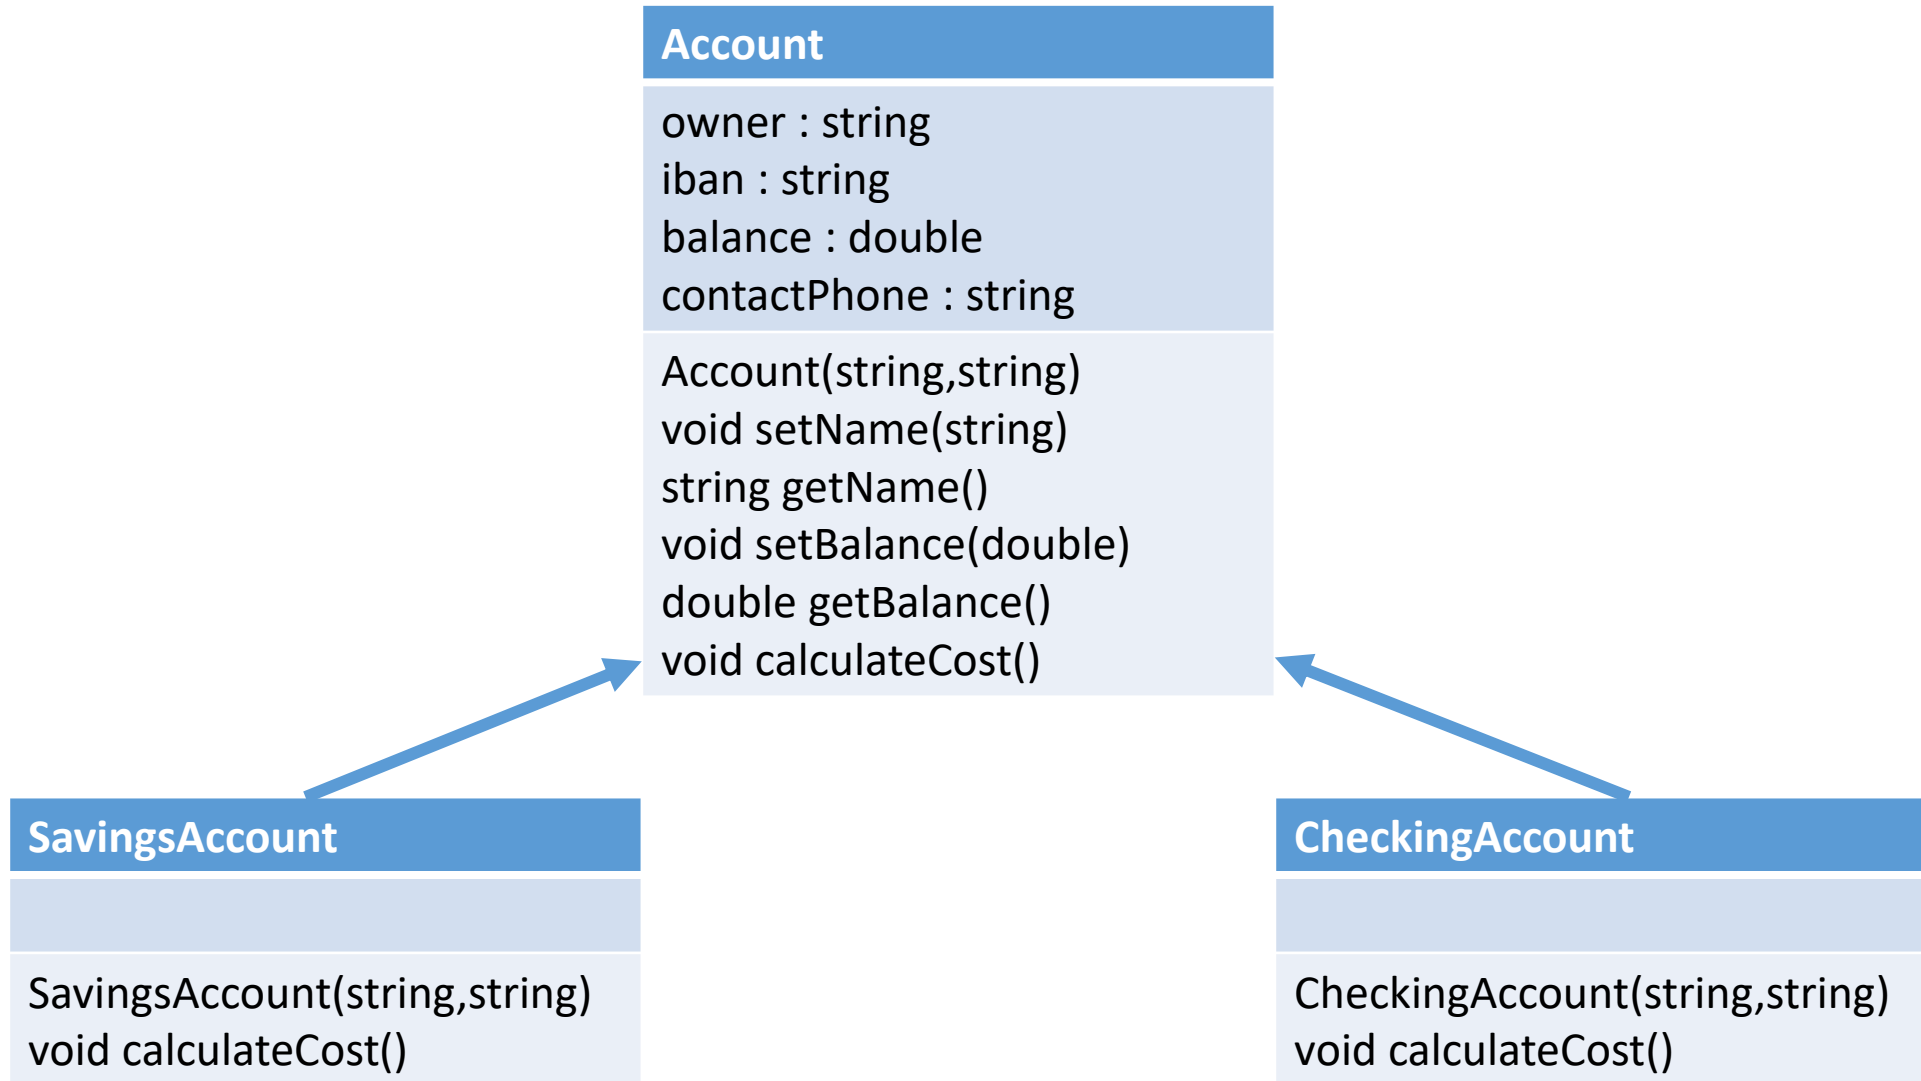 Account
owner : string
iban : string
balance : double
contactPhone : string
Account(string,string)
void setName(string)
string getName()
void setBalance(double)
double getBalance()
void calculateCost()
SavingsAccount
SavingsAccount(string,string)
void calculateCost()
CheckingAccount
CheckingAccount(string,string)
void calculateCost()